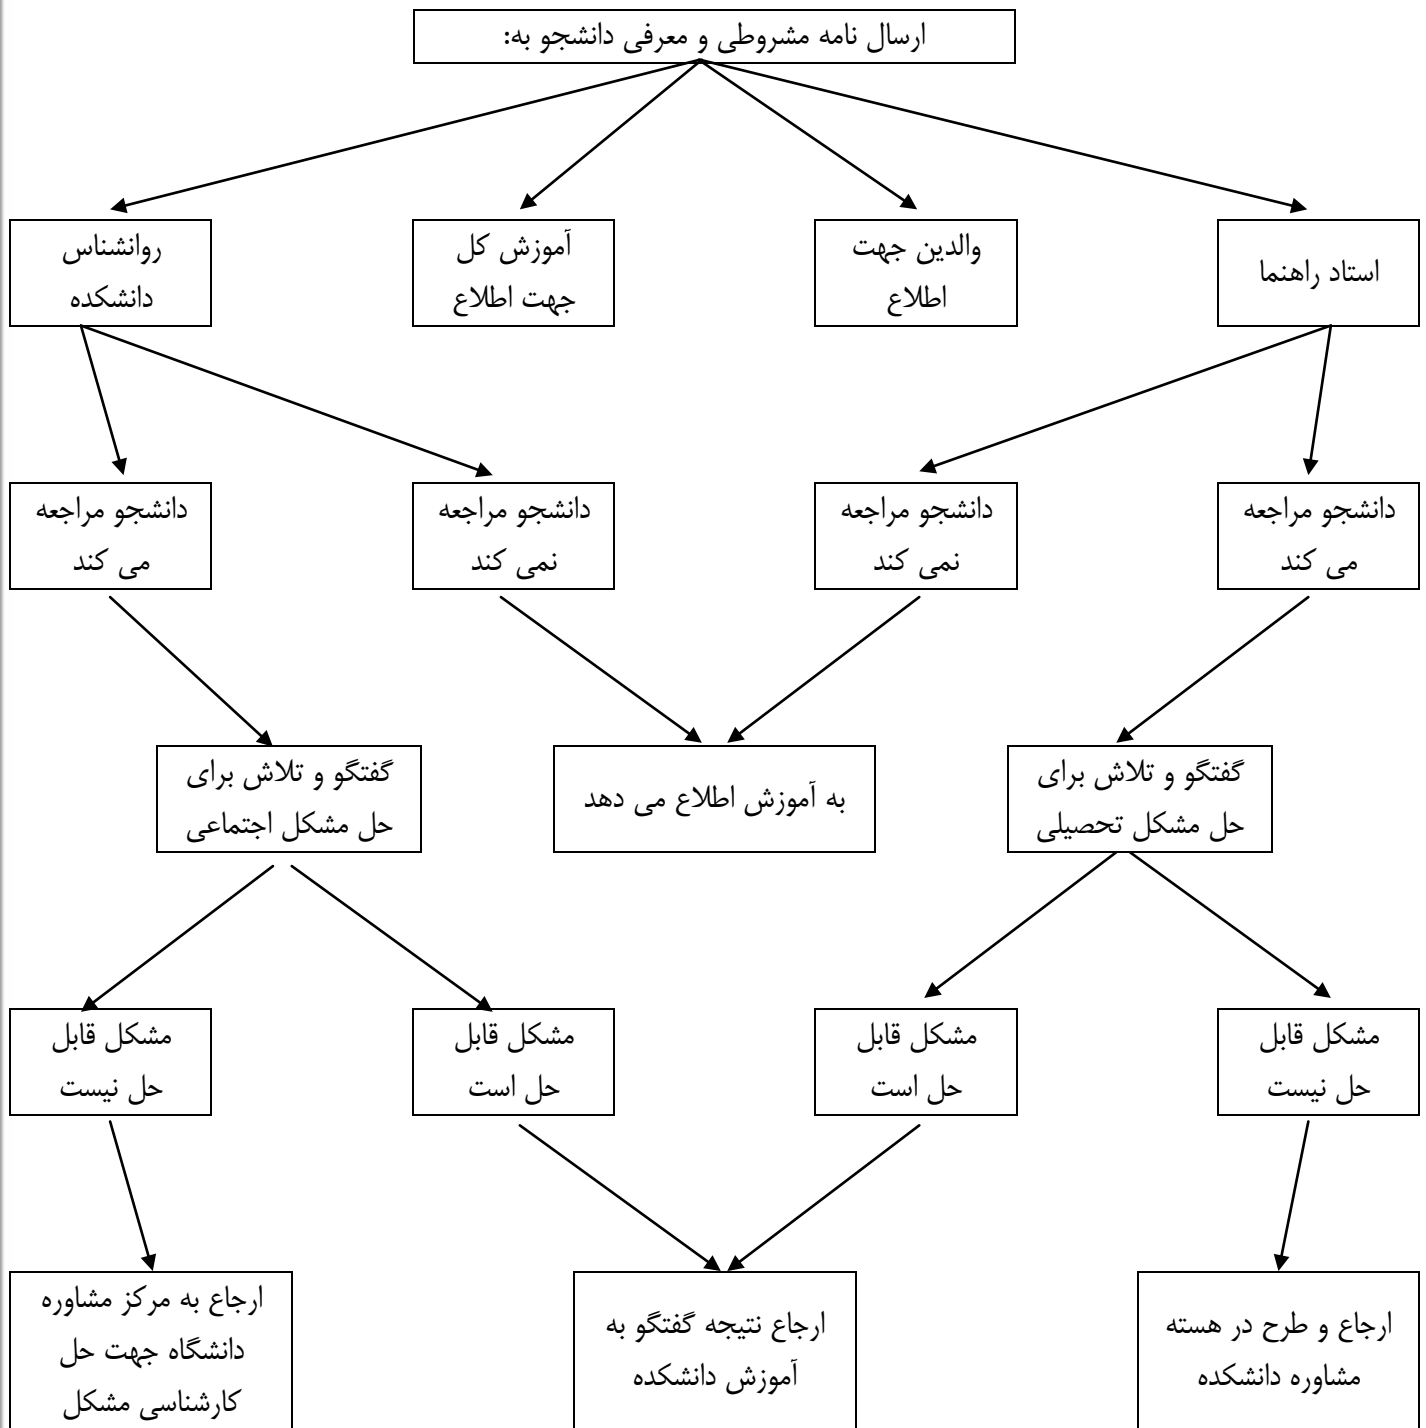 ارسال نامه مشروطی و معرفی دانشجو به:
استاد راهنما
والدین جهت
اطلاع
آموزش کل
جهت اطلاع
روانشناس
دانشکده
دانشجو مراجعه
می کند
دانشجو مراجعه
نمی کند
دانشجو مراجعه
نمی کند
دانشجو مراجعه
می کند
گفتگو و تلاش برای
حل مشکل تحصیلی
به آموزش اطلاع می دهد
گفتگو و تلاش برای
حل مشکل اجتماعی
مشکل قابل
حل نیست
مشکل قابل
حل است
مشکل قابل
حل است
مشکل قابل
حل نیست
ارجاع و طرح در هسته
مشاوره دانشکده
ارجاع نتیجه گفتگو به
آموزش دانشکده
ارجاع به مرکز مشاوره
دانشگاه جهت حل
کارشناسی مشکل